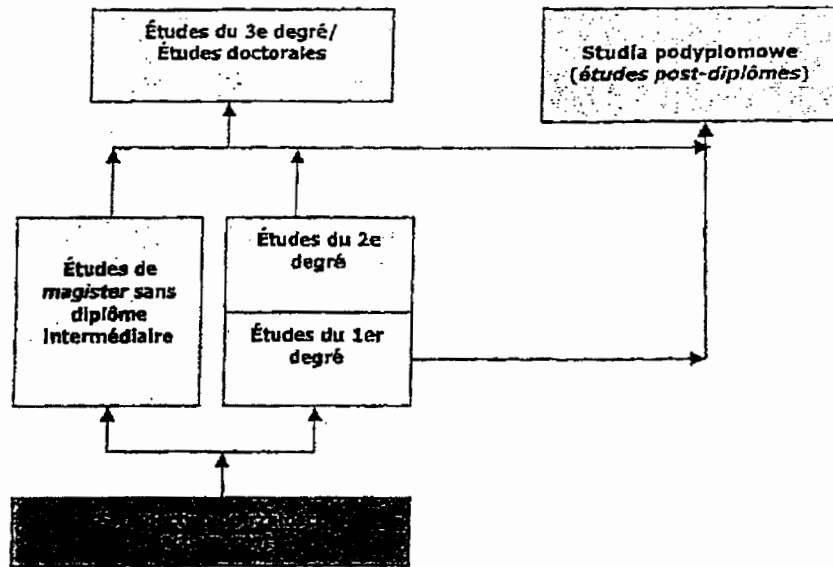 Études du 3e degré/
Études doctorales
Studia podyplomowe
(études post-diplômes)
Études de
magister sans
diplôme
intermédiaire
Études du 2e
degré
Études du 1er
degré